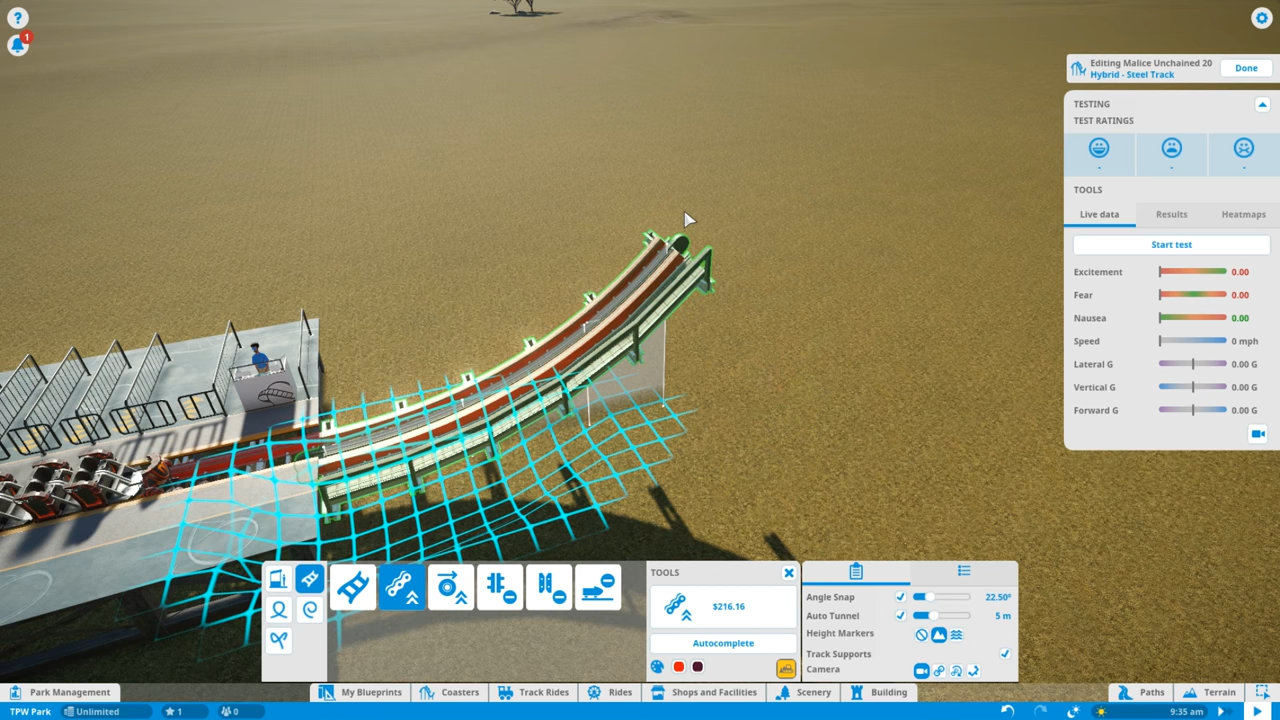 ?
1
Editing Malice Unchained 20
Hybrid - Steel Track
Done
TESTING
TEST RATINGS
- - -
TOOLS
Live data Results Heatmaps
Start test
Excitement 0.00
Fear 0.00
Nausea 0.00
Speed 0 mph
Lateral G 0.00 G
Vertical G 0.00 G
Forward G 0.00 G
TOOLS
$216.16
Autocomplete
Angle Snap 22.50°
Auto Tunnel 5 m
Height Markers
Track Supports
Camera
Park Management My Blueprints Coasters Track Rides Rides Shops and Facilities Scenery Building Paths Terrain
TPW Park Unlimited 1 0 9:35 am